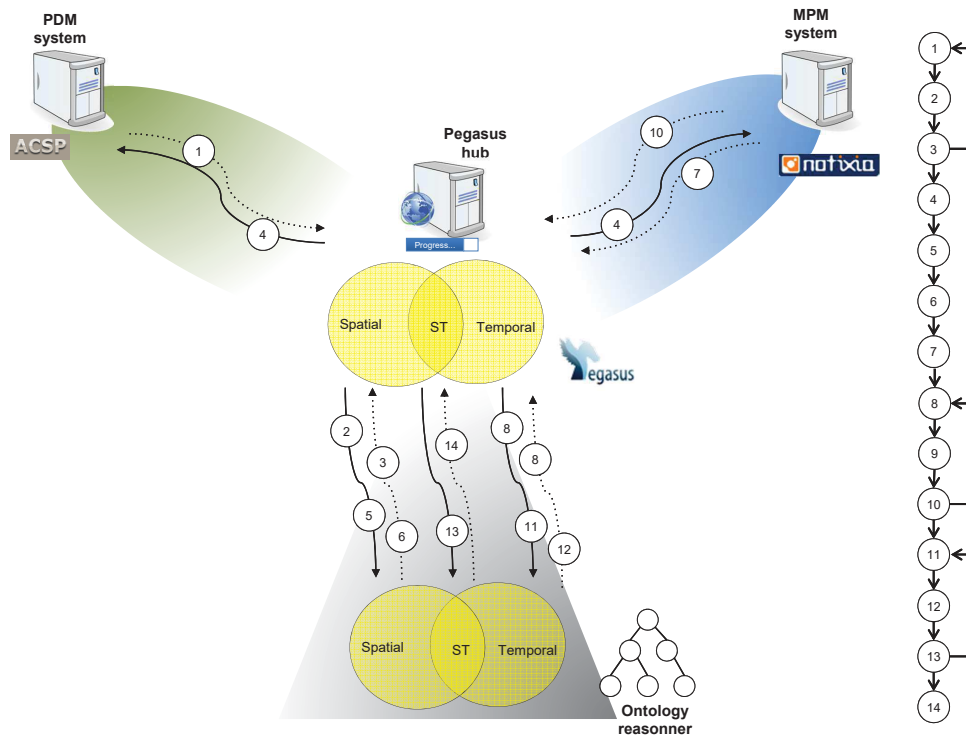 PDM
system
MPM
system
ACSP
Pegasus
hub
notixia
Progress...
1
4
10
7
4
Spatial
ST
Temporal
Pegasus
2
3
14
8
8
5
6
13
11
12
Spatial
ST
Temporal
Ontology
reasonner
1
2
3
4
5
6
7
8
9
10
11
12
13
14